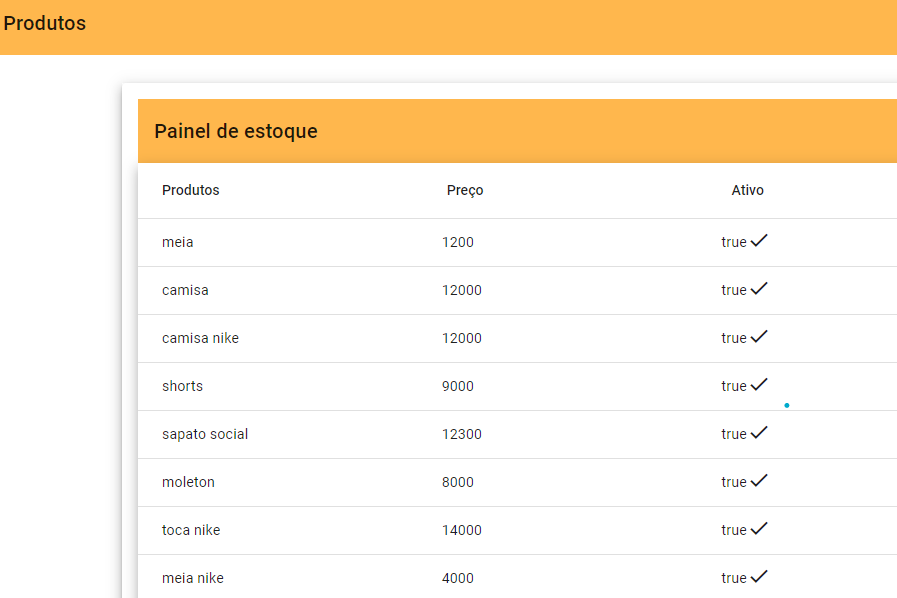 Produtos
Painel de estoque
Produtos Preço Ativo
meia 1200 true
camisa 12000 true
camisa nike 12000 true
shorts 9000 true
sapato social 12300 true
moleton 8000 true
toca nike 14000 true
meia nike 4000 true